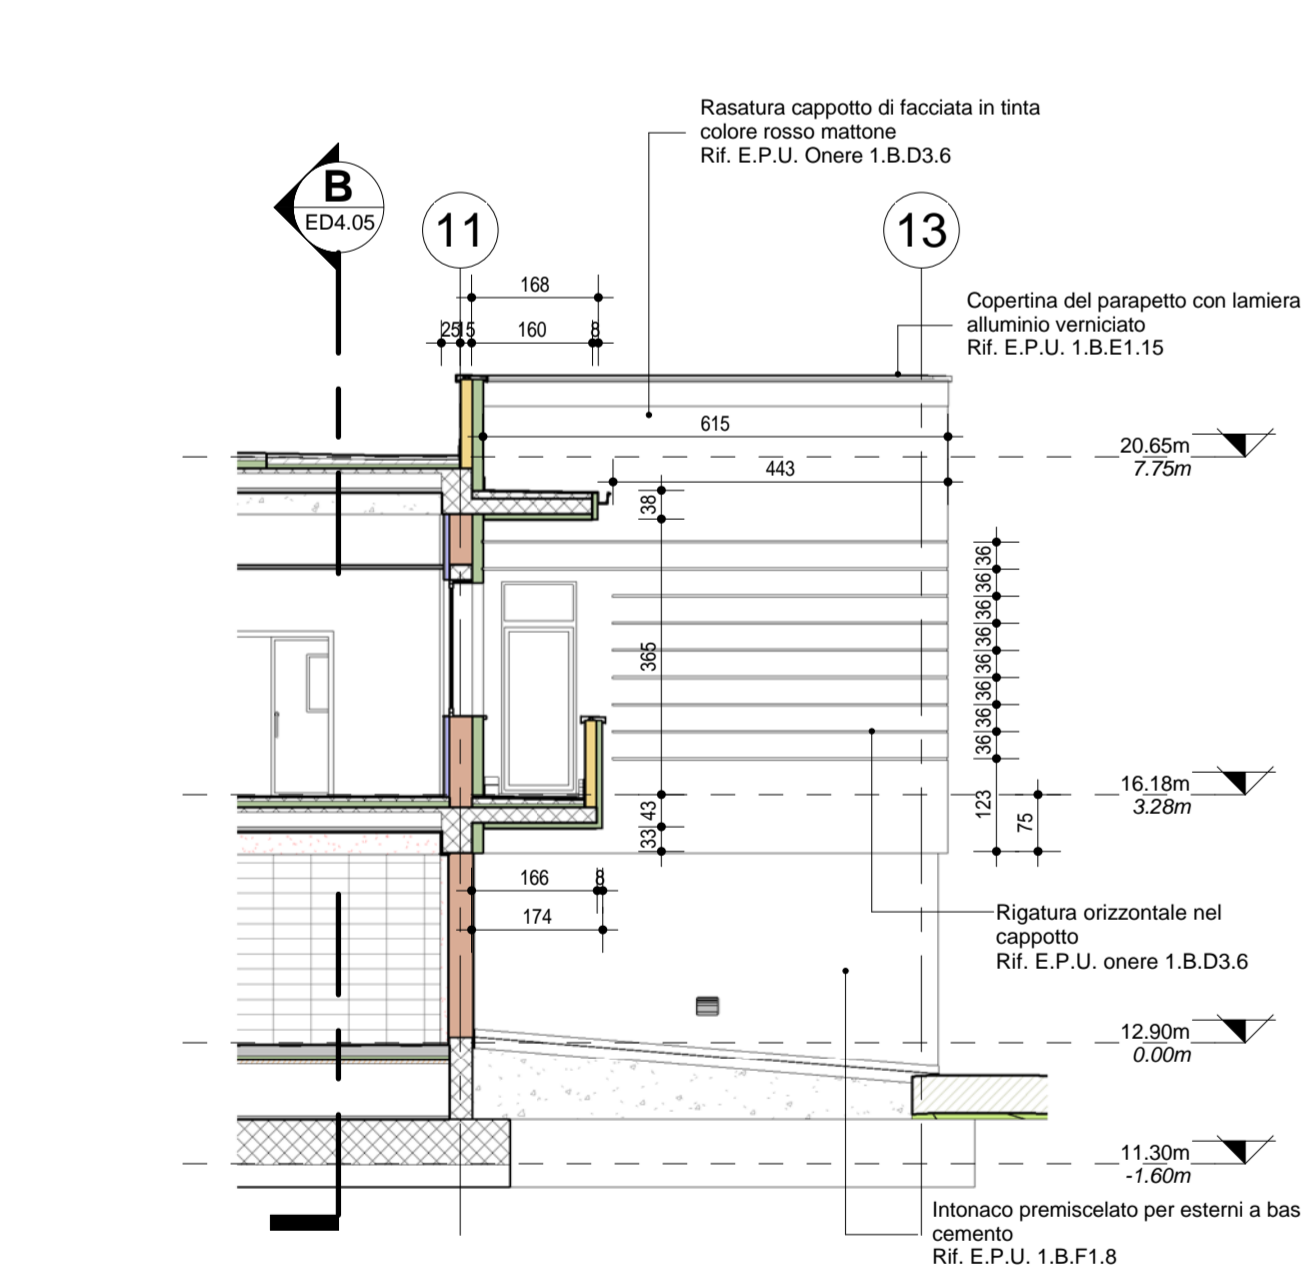 Rasatura cappotto di facciata in tinta
colore rosso mattone
Rif. E.P.U. Onere 1.B.D3.6
B
ED4.05
11
13
168
25
15
160
8
Copertina del parapetto con lamiera
alluminio verniciato
Rif. E.P.U. 1.B.E1.15
615
443
20.65m
7.75m
38
365
36
36
36
36
36
36
36
36
123
75
16.18m
3.28m
43
33
166
8
174
Rigatura orizzontale nel
cappotto
Rif. E.P.U. onere 1.B.D3.6
12.90m
0.00m
11.30m
-1.60m
Intonaco premiscelato per esterni a bas
cemento
Rif. E.P.U. 1.B.F1.8